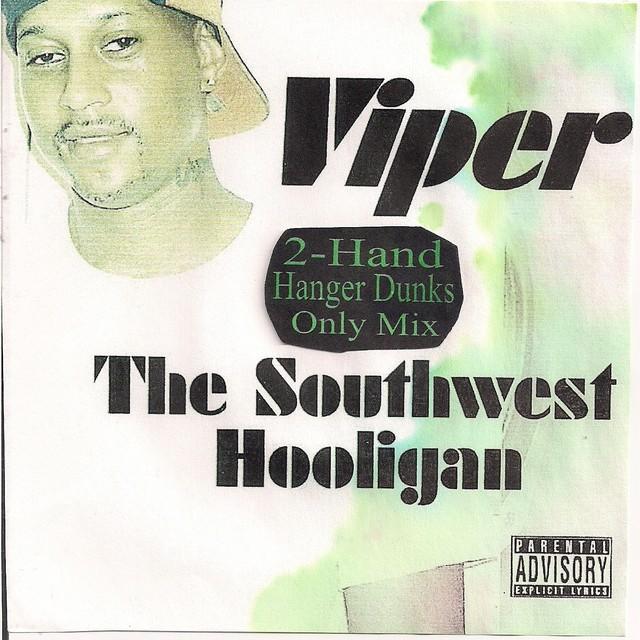 Viper
2-Hand
Hanger Dunks
Only Mix
The Southwest
Hooligan
PARENTAL
ADVISORY
EXPLICIT LYRICS